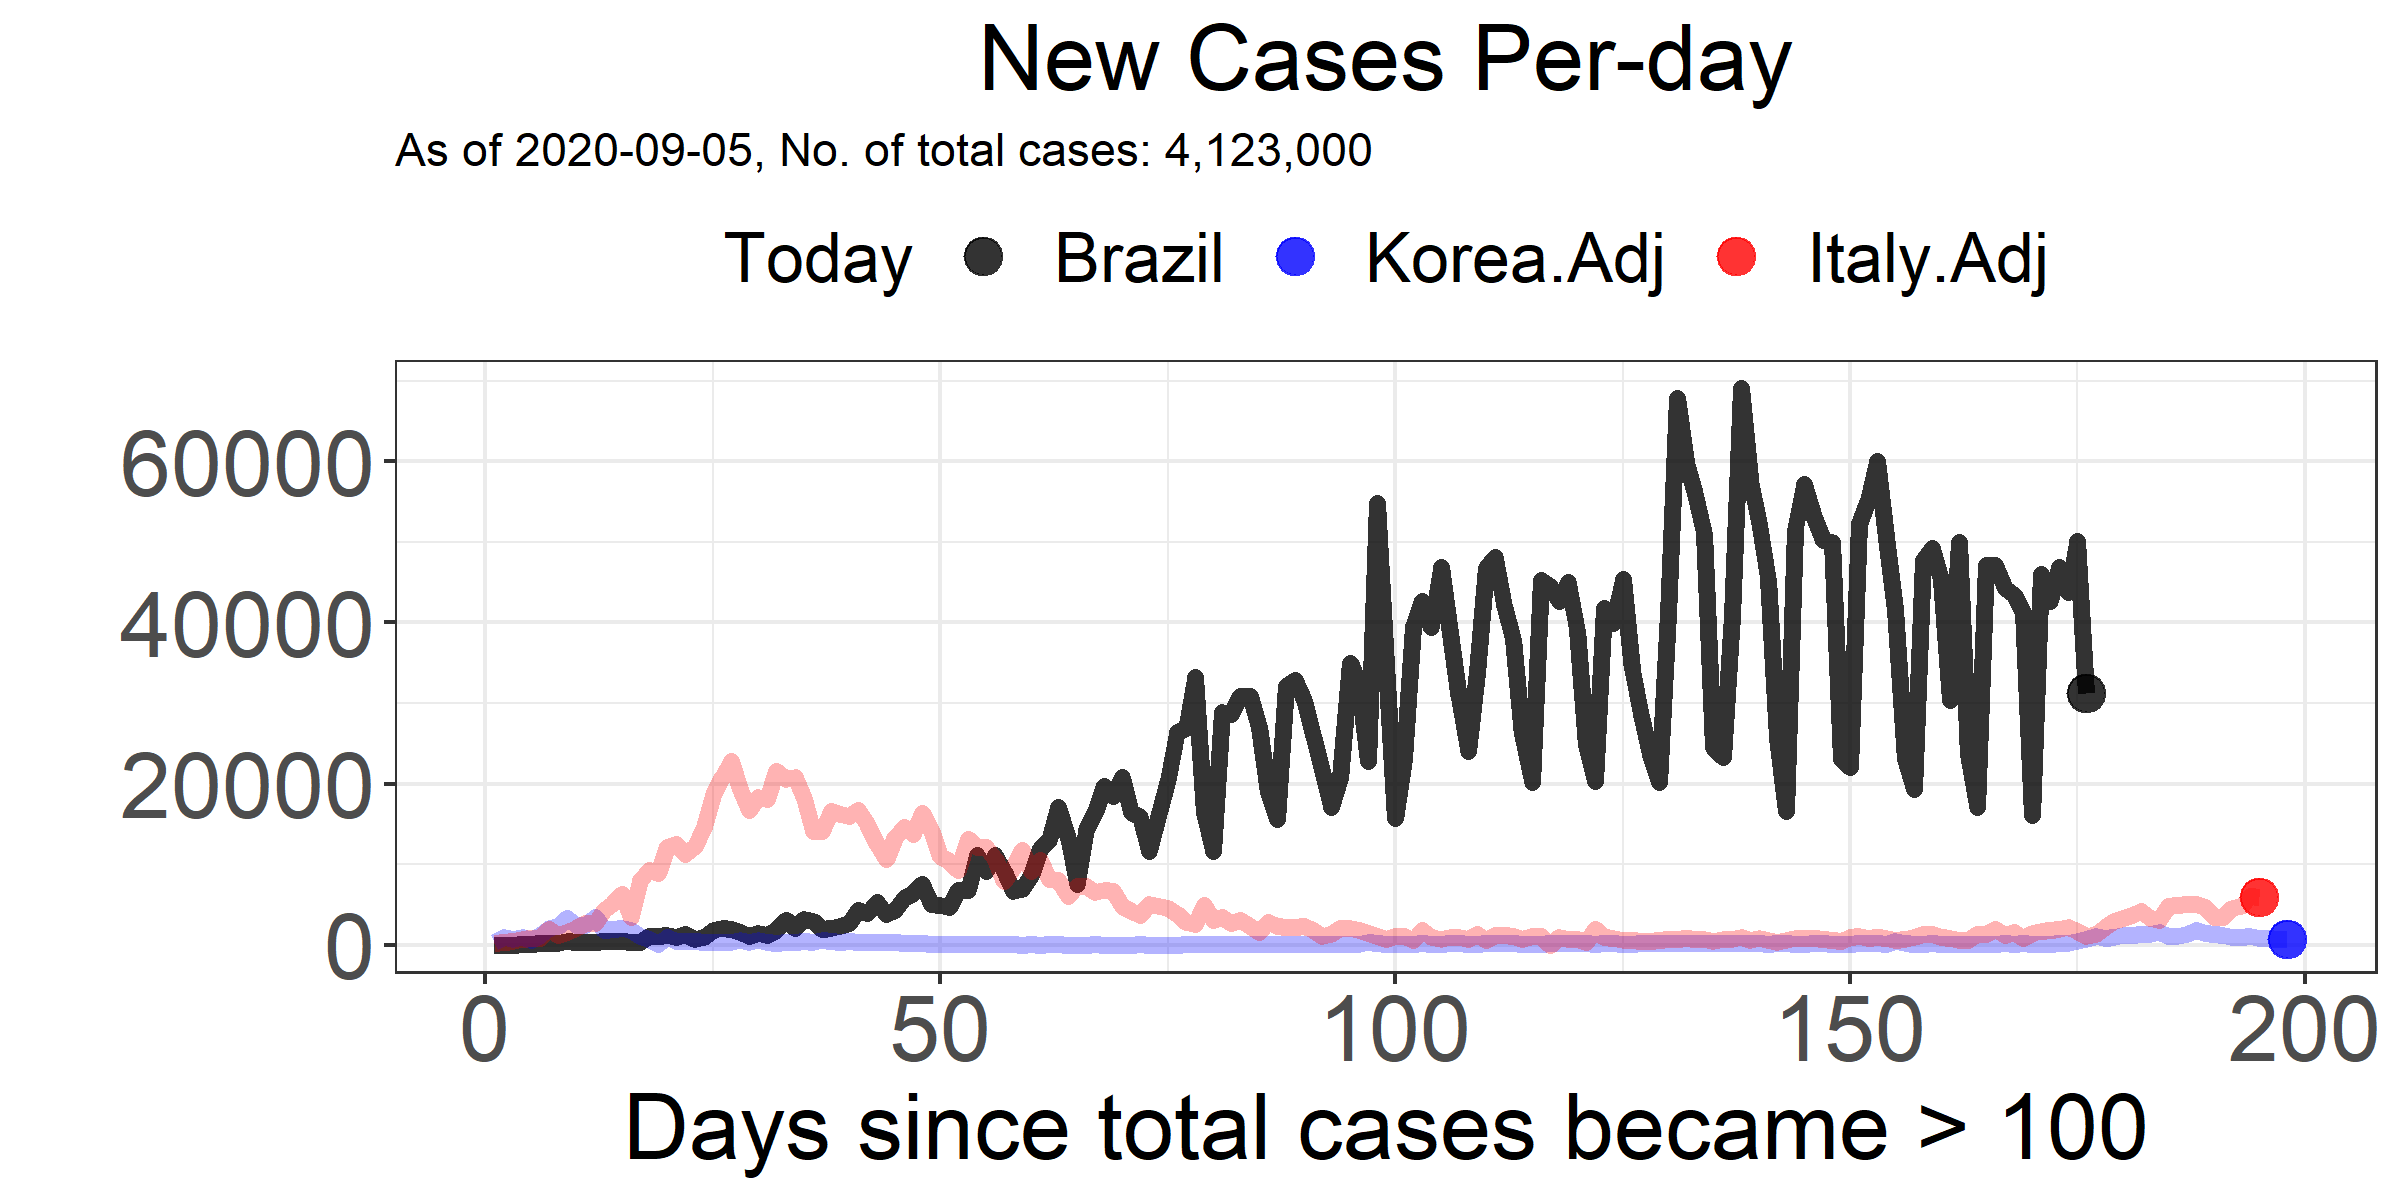 New Cases Per-day
As of 2020-09-05, No. of total cases: 4,123,000
Today Brazil Korea.Adj Italy.Adj
60000
40000
20000
0
0 50 100 150 200
Days since total cases became > 100